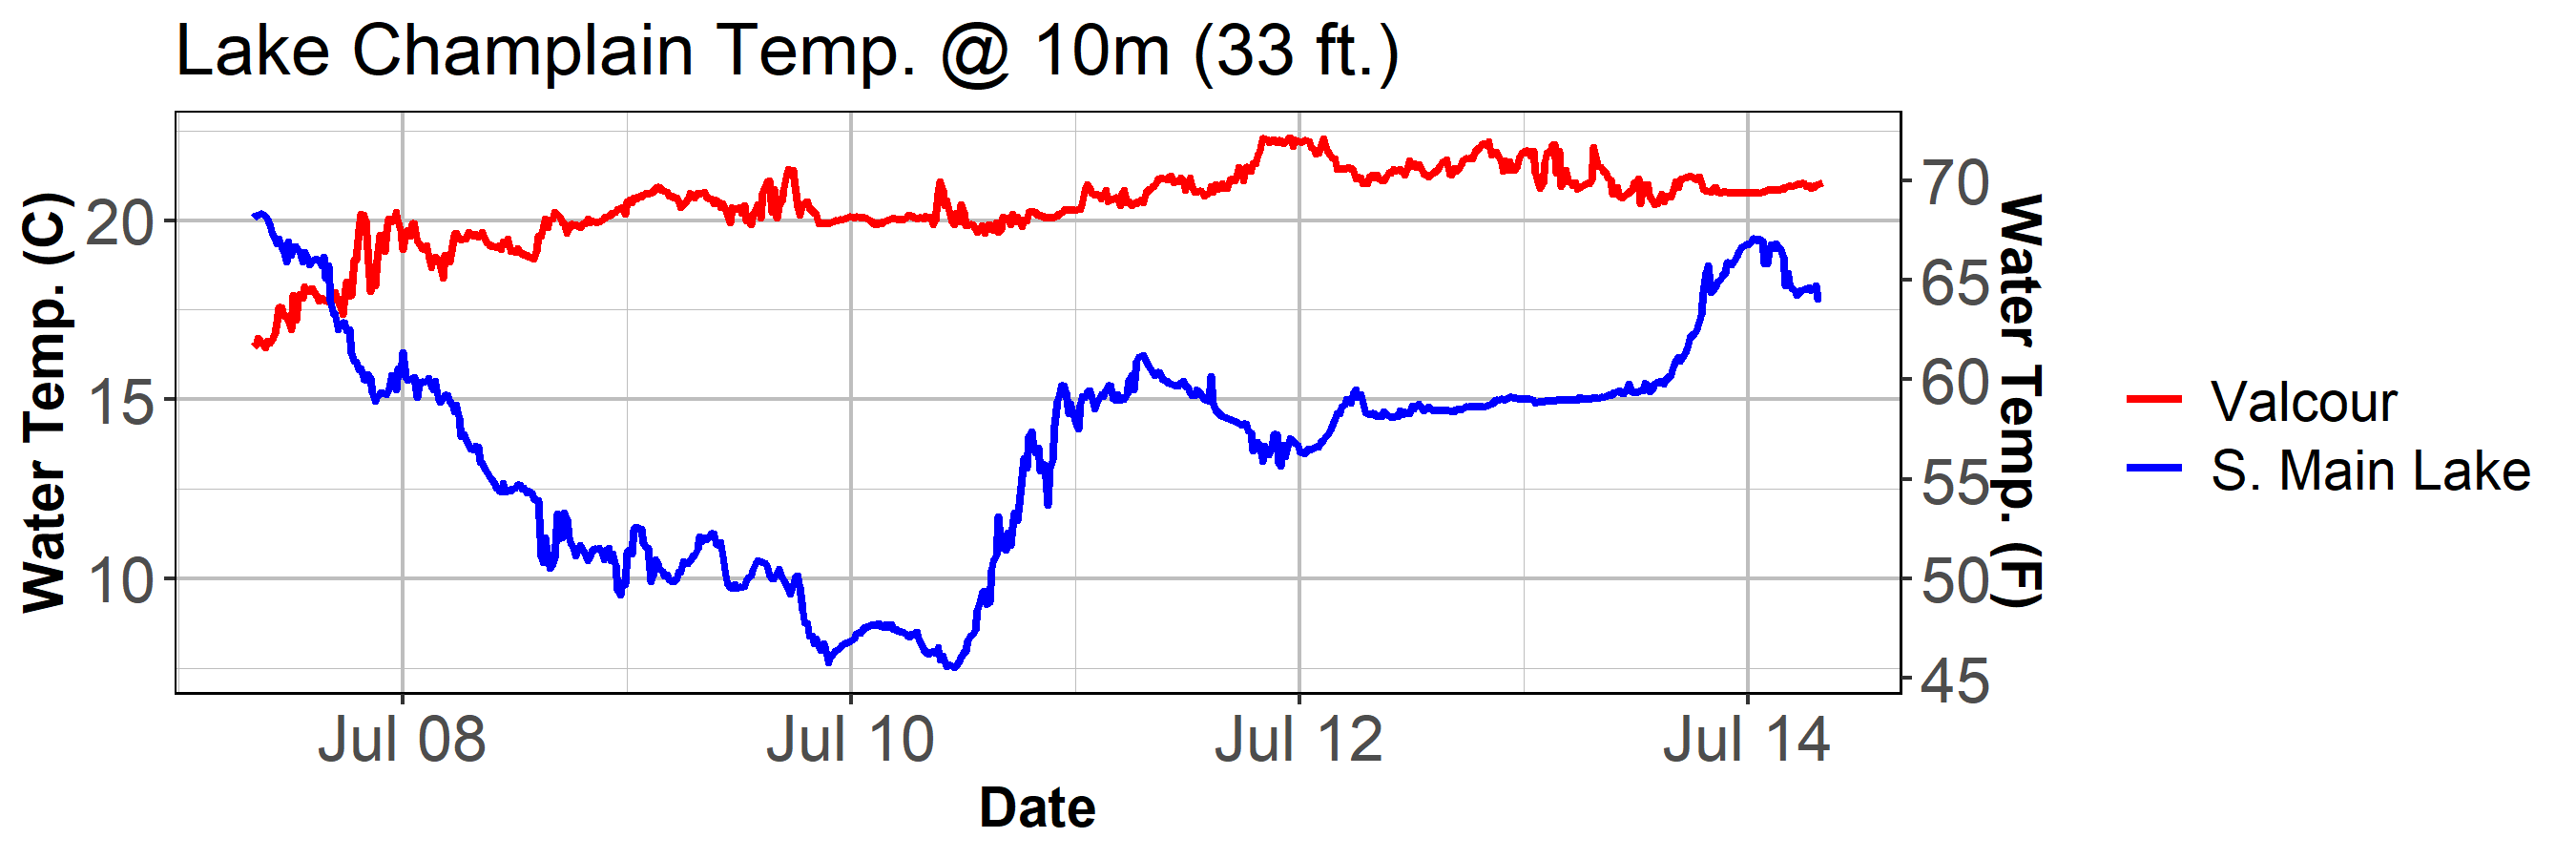 Lake Champlain Temp. @ 10m (33 ft.)
Water Temp. (C)
20
15
10
70
65
60
55
50
45
Water Temp. (F)
Jul 08
Jul 10
Jul 12
Jul 14
Date
Valcour
S. Main Lake